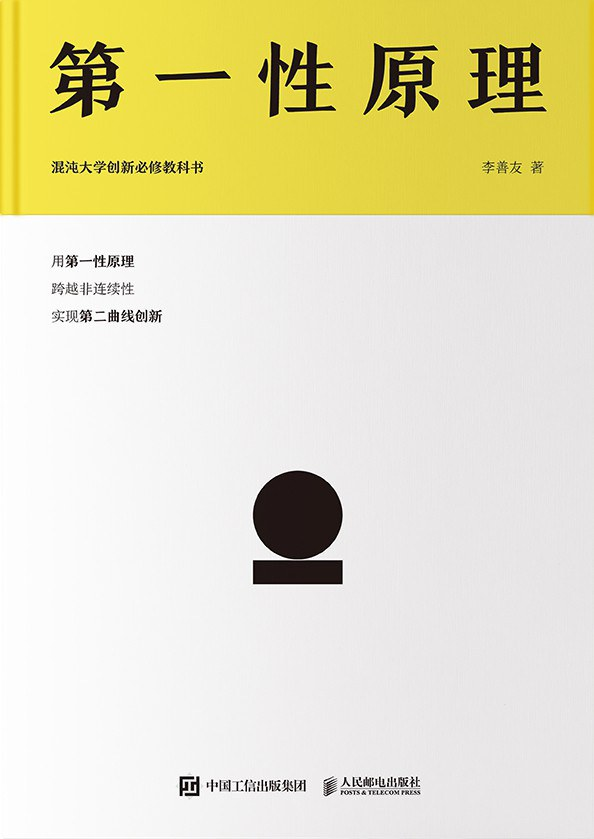 第一性原理
混沌大学创新必修教科书 李善友 著
用第一性原理
跨越非连续性
实现第二曲线创新
中国工信出版集团 人民邮电出版社
POSTS & TELECOM PRESS